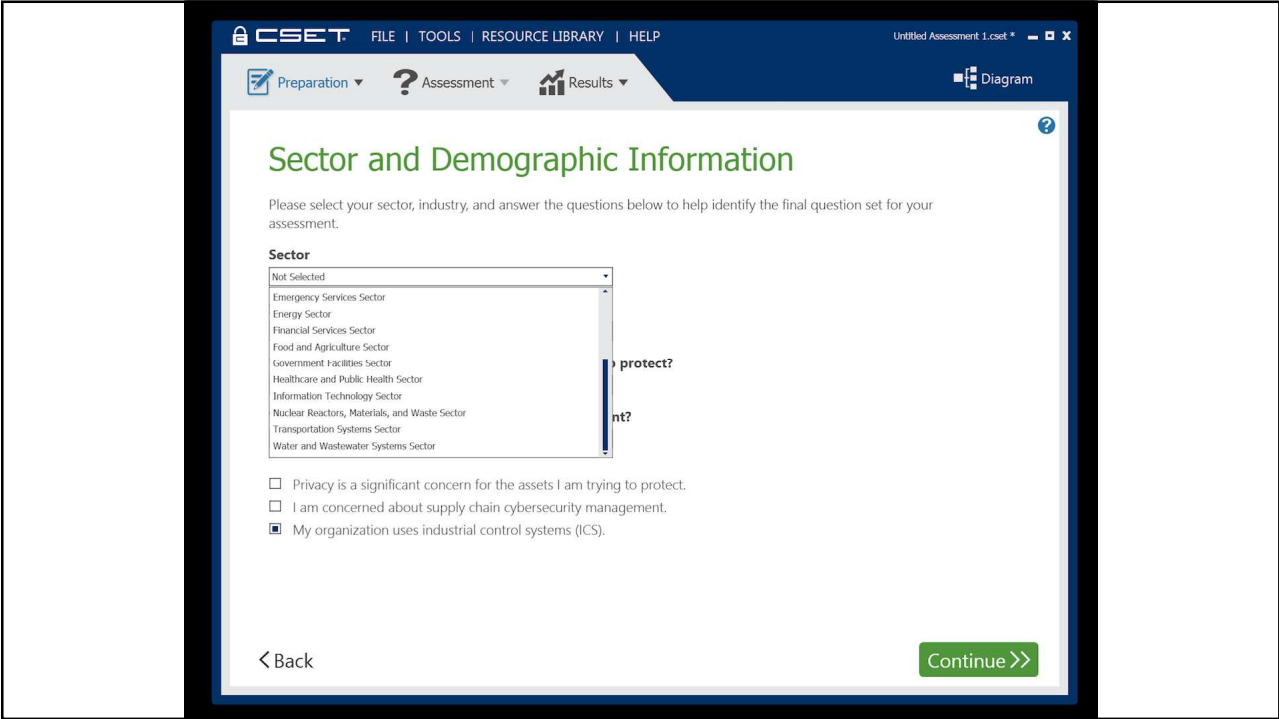 CSET FILE | TOOLS | RESOURCE LIBRARY | HELP Untitled Assessment 1.cset *
Preparation Assessment Results Diagram
Sector and Demographic Information
Please select your sector, industry, and answer the questions below to help identify the final question set for your
assessment.
Sector
Not Selected
Emergency Services Sector
Energy Sector
Financial Services Sector
Food and Agriculture Sector
Government Facilities Sector
protect?
Healthcare and Public Health Sector
Information Technology Sector
Nuclear Reactors, Materials, and Waste Sector
nt?
Transportation Systems Sector
Water and Wastewater Systems Sector
Privacy is a significant concern for the assets I am trying to protect.
I am concerned about supply chain cybersecurity management.
My organization uses industrial control systems (ICS).
Back Continue